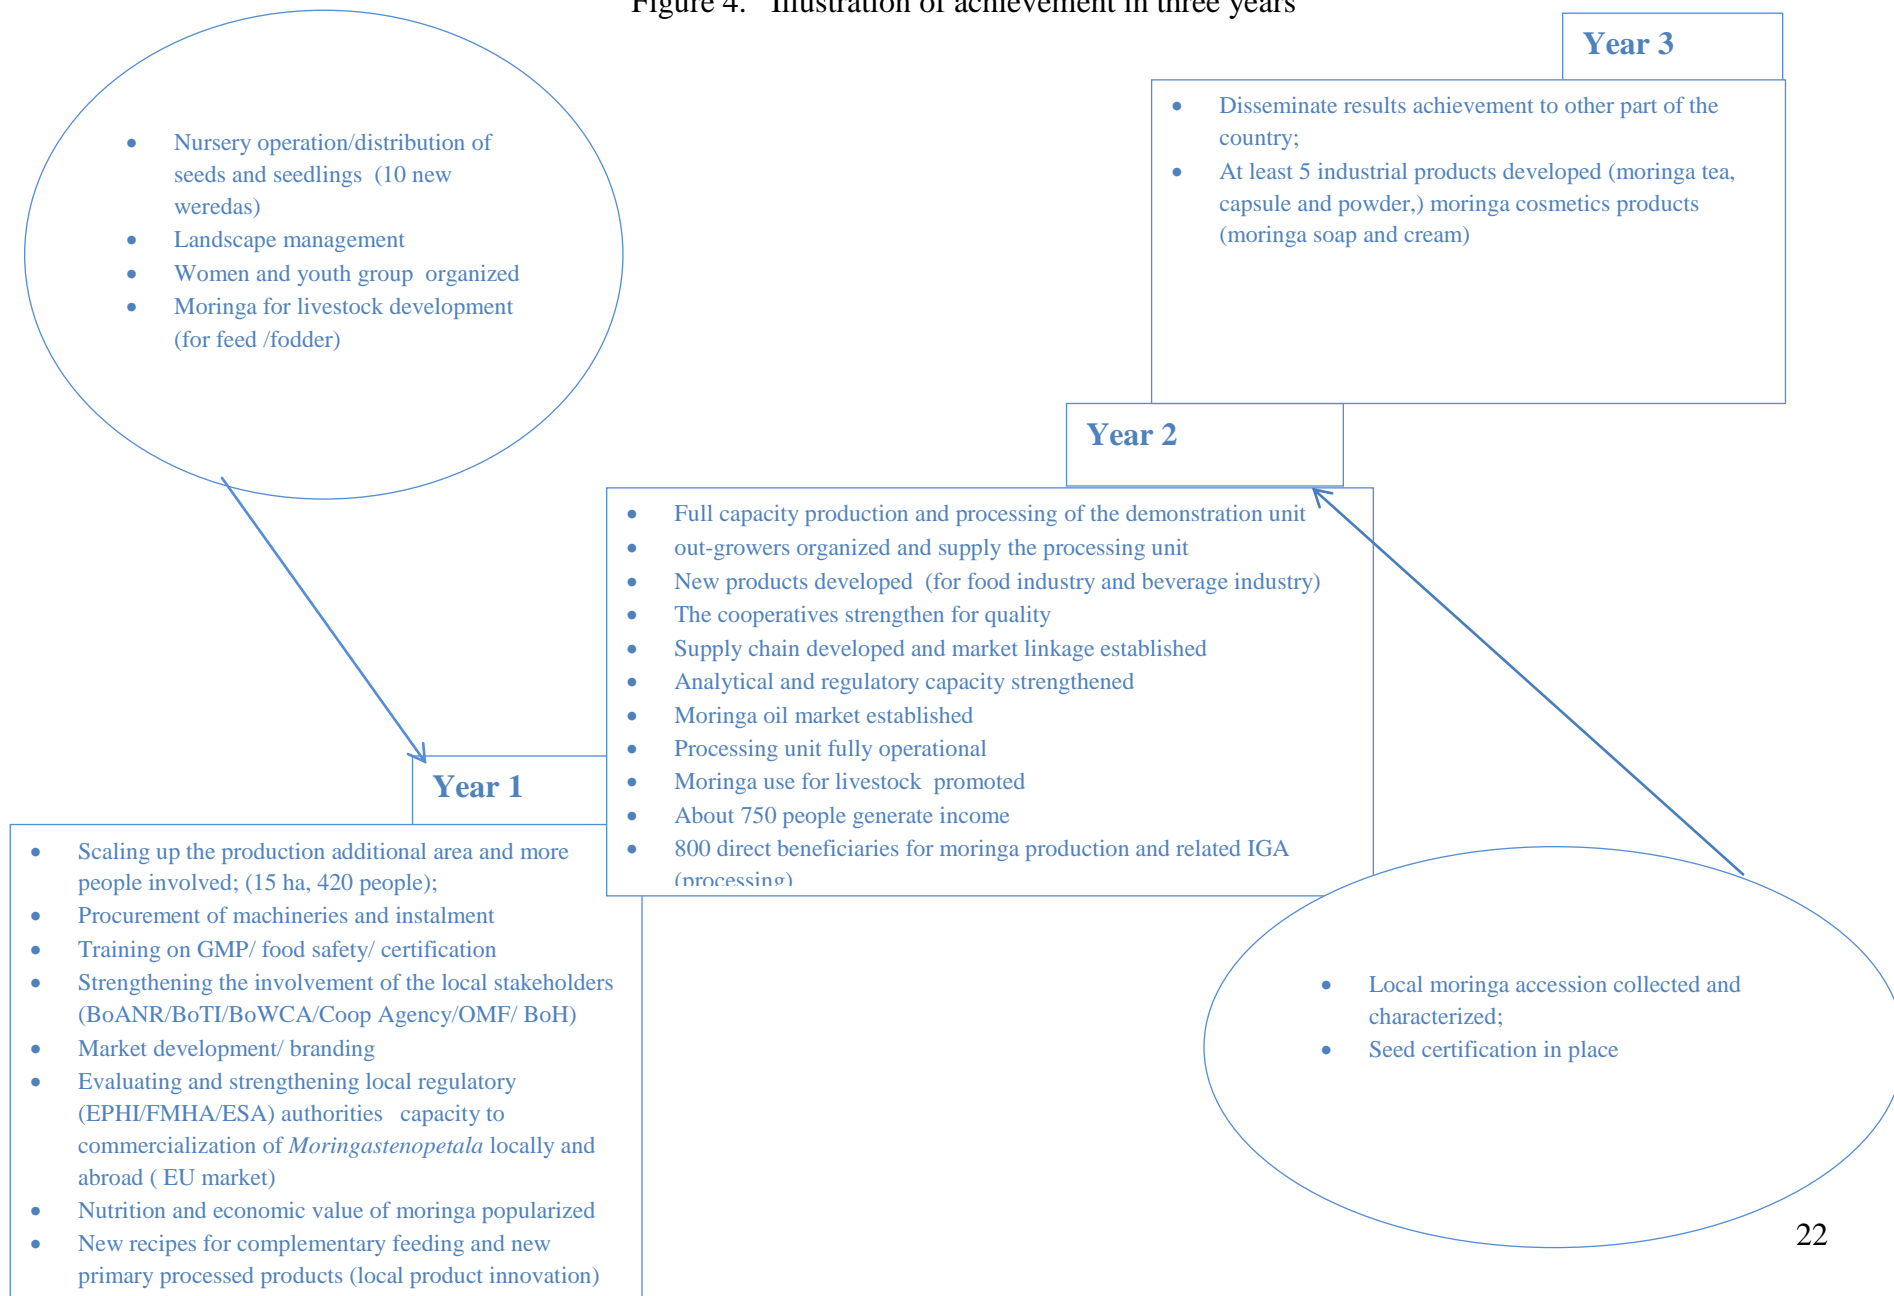 Figure 4. Illustration of achievement in three years
Year 3
• Disseminate results achievement to other part of the
country;
• At least 5 industrial products developed (moringa tea,
capsule and powder,) moringa cosmetics products
(moringa soap and cream)
• Nursery operation/distribution of
seeds and seedlings (10 new
weredas)
• Landscape management
• Women and youth group organized
• Moringa for livestock development
(for feed /fodder)
Year 2
• Full capacity production and processing of the demonstration unit
• out-growers organized and supply the processing unit
• New products developed (for food industry and beverage industry)
• The cooperatives strengthen for quality
• Supply chain developed and market linkage established
• Analytical and regulatory capacity strengthened
• Moringa oil market established
• Processing unit fully operational
• Moringa use for livestock promoted
• About 750 people generate income
• 800 direct beneficiaries for moringa production and related IGA
(processing)
Year 1
• Scaling up the production additional area and more
people involved; (15 ha, 420 people);
• Procurement of machineries and instalment
• Training on GMP/ food safety/ certification
• Strengthening the involvement of the local stakeholders
(BoANR/BoTI/BoWCA/Coop Agency/OMF/ BoH)
• Market development/ branding
• Evaluating and strengthening local regulatory
(EPHI/FMHA/ESA) authorities capacity to
commercialization of Moringastenopetala locally and
abroad ( EU market)
• Nutrition and economic value of moringa popularized
• New recipes for complementary feeding and new
primary processed products (local product innovation)
• Local moringa accession collected and
characterized;
• Seed certification in place
22